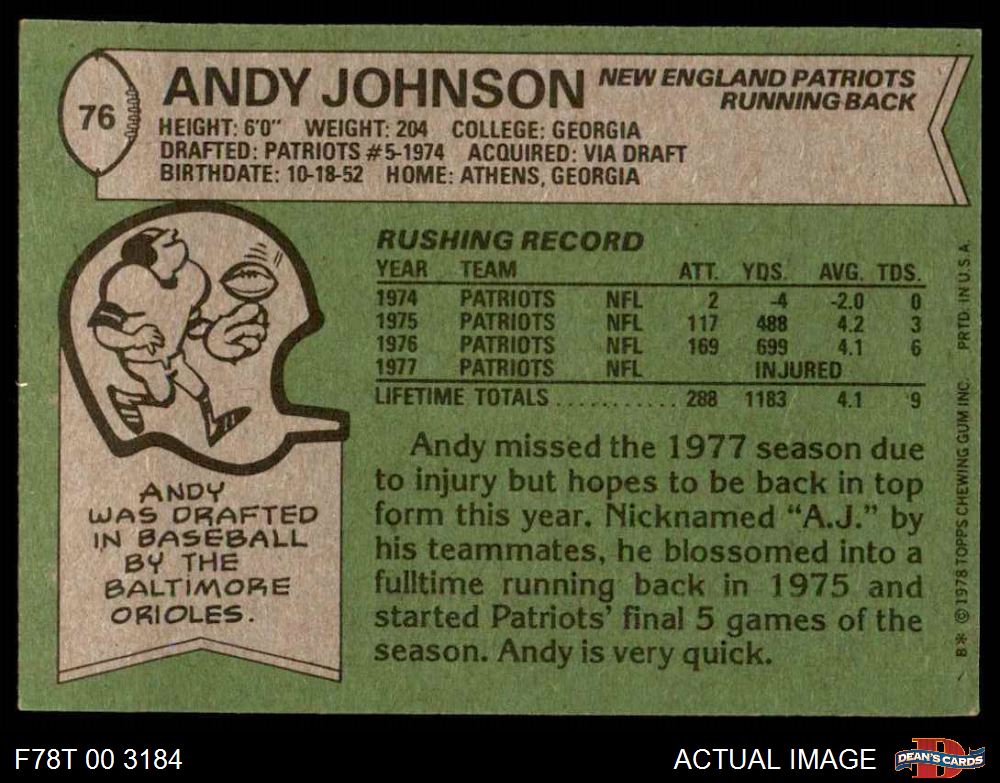 76
ANDY JOHNSON
NEW ENGLAND PATRIOTS
RUNNING BACK
HEIGHT: 6'0" WEIGHT: 204 COLLEGE: GEORGIA
DRAFTED: PATRIOTS #5-1974 ACQUIRED: VIA DRAFT
BIRTHDATE: 10-18-52 HOME: ATHENS, GEORGIA
RUSHING RECORD
YEAR TEAM ATT. YDS. AVG. TDS.
1974 PATRIOTS NFL 2 -4 -2.0 0
1975 PATRIOTS NFL 117 488 4.2 3
1976 PATRIOTS NFL 169 699 4.1 6
1977 PATRIOTS NFL INJURED
LIFETIME TOTALS ........... 288 1183 4.1 9
Andy missed the 1977 season due
to injury but hopes to be back in top
form this year. Nicknamed "A.J." by
his teammates, he blossomed into a
fulltime running back in 1975 and
started Patriots' final 5 games of the
season. Andy is very quick.
ANDY
WAS DRAFTED
IN BASEBALL
BY THE
BALTIMORE
ORIOLES.
B* ©1978 TOPPS CHEWING GUM INC. PRTD. IN U.S.A.
F78T 00 3184
ACTUAL IMAGE
D
DEAN'S CARDS